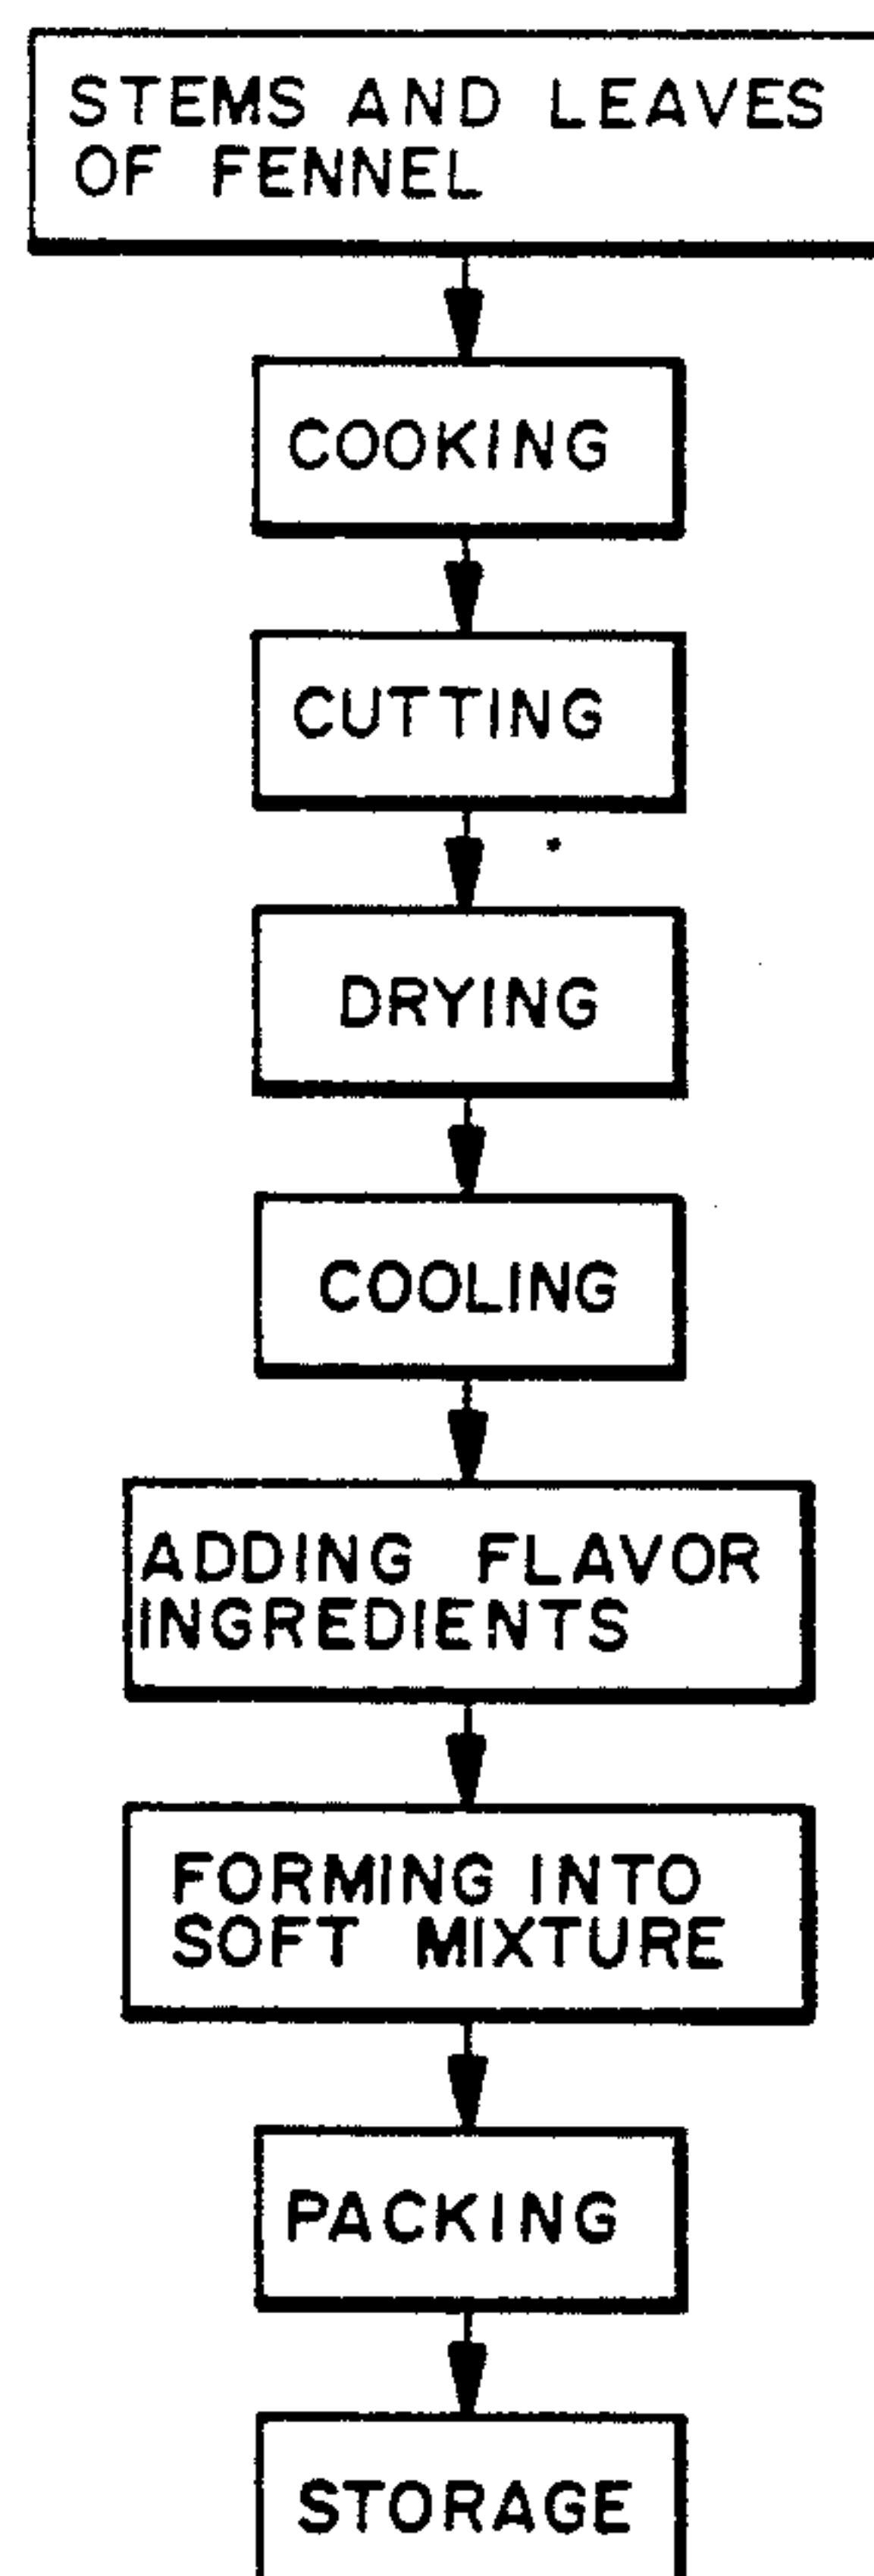 STEMS AND LEAVES
OF FENNEL
COOKING
CUTTING
DRYING
COOLING
ADDING FLAVOR
INGREDIENTS
FORMING INTO
SOFT MIXTURE
PACKING
STORAGE